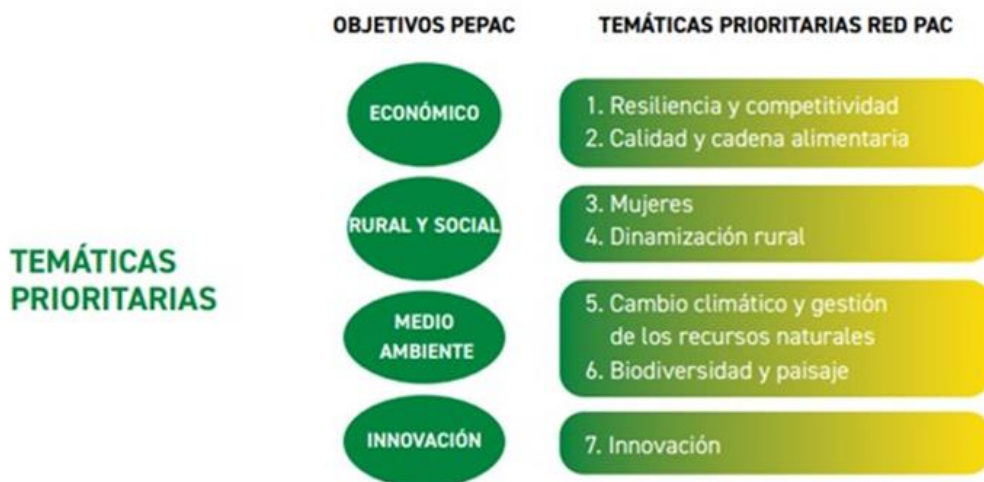 OBJETIVOS PEPAC
TEMÁTICAS PRIORITARIAS RED PAC
TEMÁTICAS
PRIORITARIAS
ECONÓMICO
1. Resiliencia y competitividad
2. Calidad y cadena alimentaria
RURAL Y SOCIAL
3. Mujeres
4. Dinamización rural
MEDIO
AMBIENTE
5. Cambio climático y gestión
de los recursos naturales
6. Biodiversidad y paisaje
INNOVACIÓN
7. Innovación